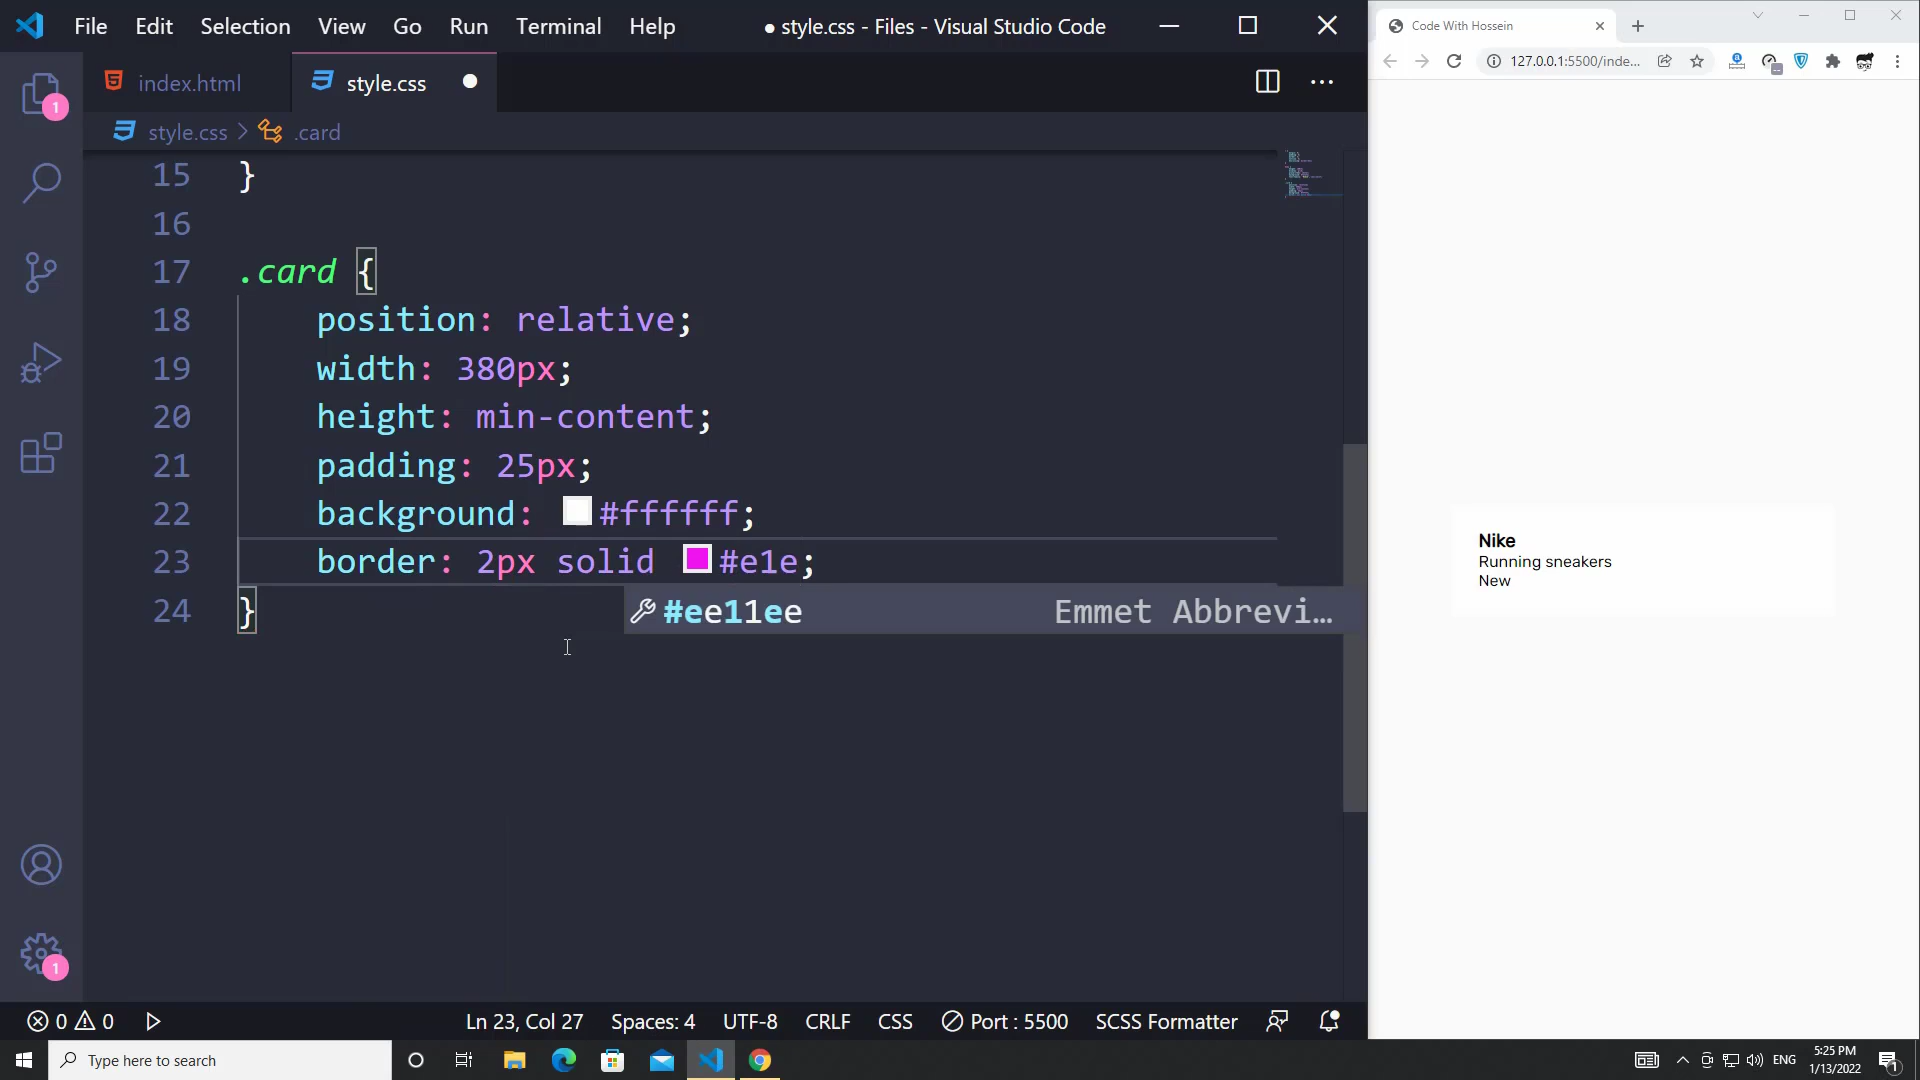 File Edit Selection View Go Run Terminal Help
● style.css - Files - Visual Studio Code
index.html
style.css
style.css > .card
15 }
16
17 .card {
18 position: relative;
19 width: 380px;
20 height: min-content;
21 padding: 25px;
22 background: #ffffff;
23 border: 2px solid #e1e;
#ee11ee Emmet Abbrevi...
24 }
1
1
0 0
Ln 23, Col 27 Spaces: 4 UTF-8 CRLF CSS Port : 5500 SCSS Formatter
Code With Hossein
127.0.0.1:5500/inde...
Nike
Running sneakers
New
Type here to search
ENG
5:25 PM
1/13/2022
1